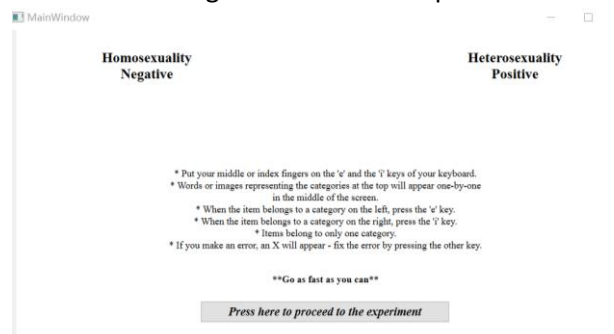 MainWindow
Homosexuality
Negative
Heterosexuality
Positive
* Put your middle or index fingers on the 'e' and the 'i' keys of your keyboard.
* Words or images representing the categories at the top will appear one-by-one
in the middle of the screen.
* When the item belongs to a category on the left, press the 'e' key.
* When the item belongs to a category on the right, press the 'i' key.
* Items belong to only one category.
* If you make an error, an X will appear - fix the error by pressing the other key.
**Go as fast as you can**
Press here to proceed to the experiment